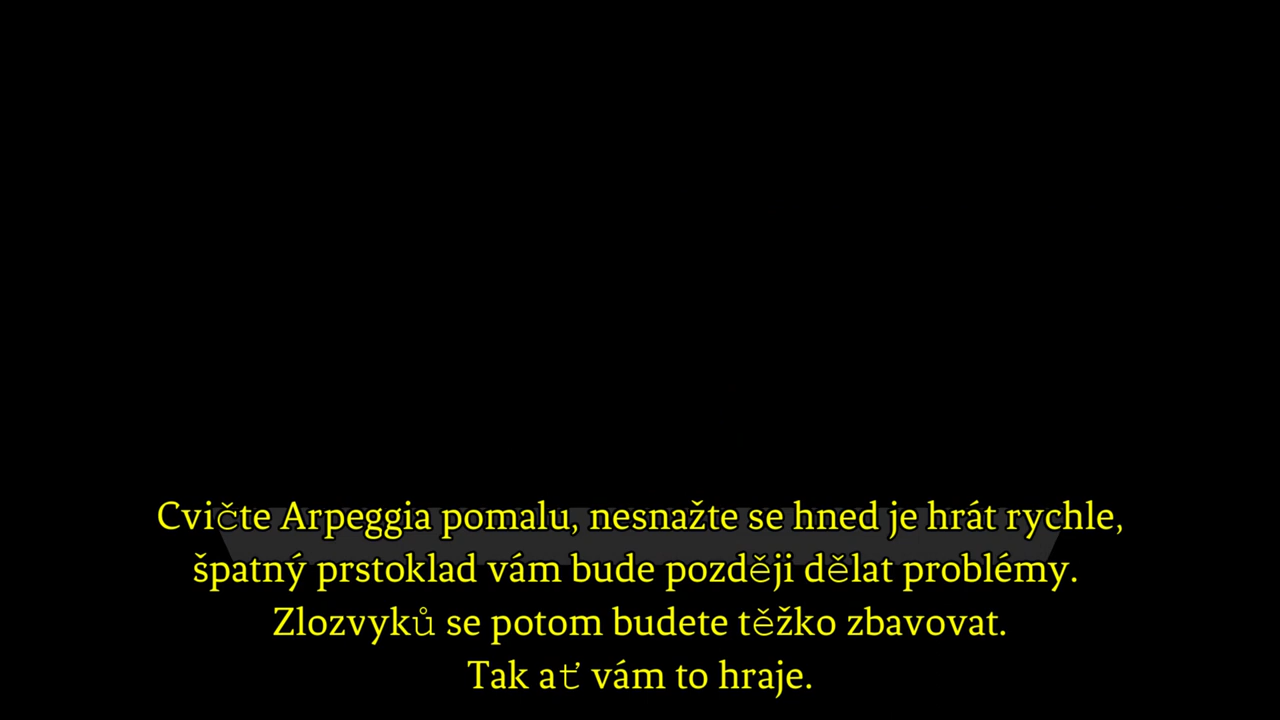 Cvičte Arpeggia pomalu, nesnažte se hned je hrát rychle,
špatný prstoklad vám bude později dělat problémy.
Zlozvyků se potom budete těžko zbavovat.
Tak ať vám to hraje.